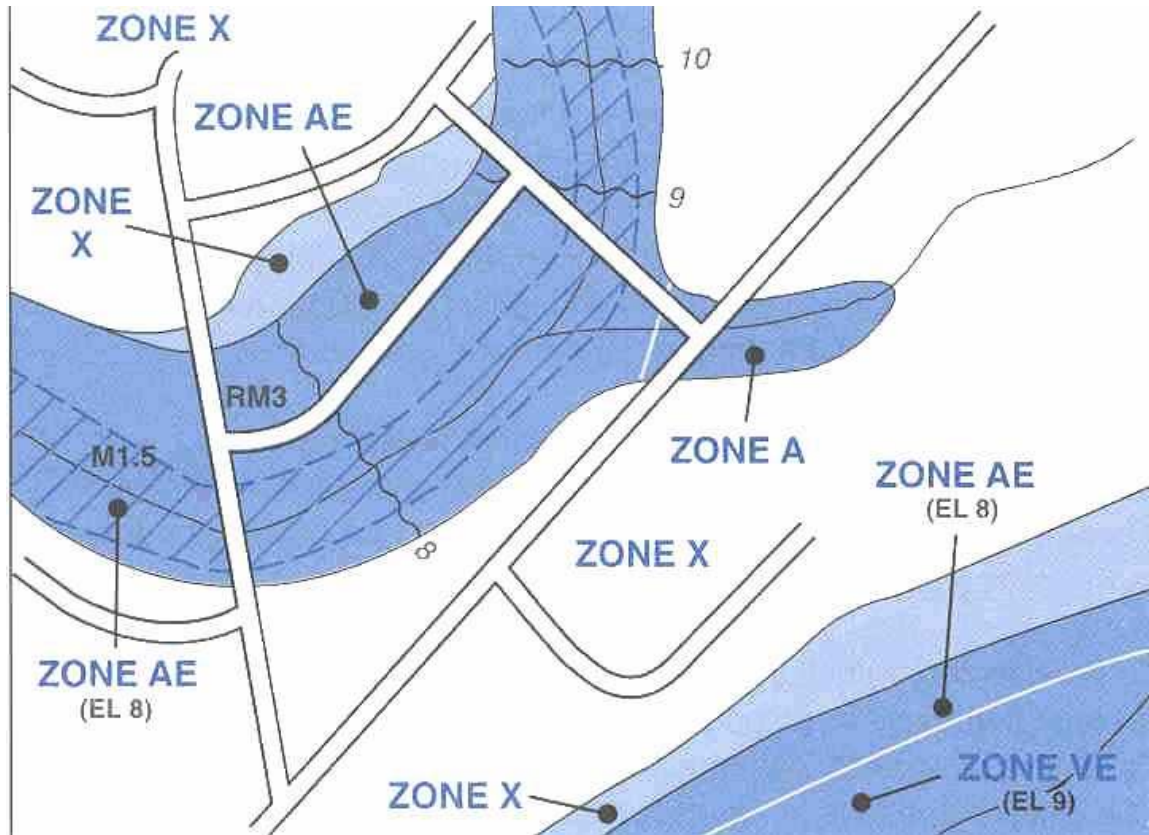 ZONE X
10
ZONE AE
ZONE
X
9
RM3
M1.5
ZONE A
ZONE AE
(EL 8)
8
ZONE X
ZONE AE
(EL 8)
ZONE X
ZONE VE
(EL 9)